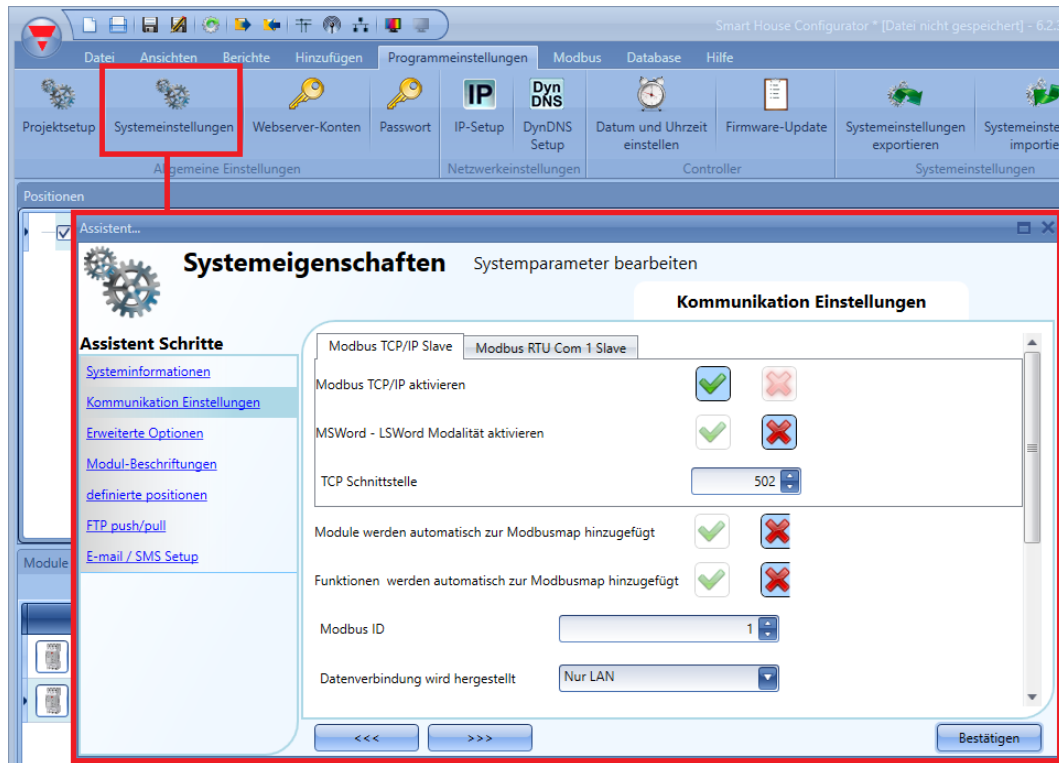 Smart House Configurator * [Datei nicht gespeichert] - 6.2.
Datei Ansichten Berichte Hinzufügen Programmeinstellungen Modbus Database Hilfe
IP Dyn
DNS
Projektsetup Systemeinstellungen Webserver-Konten Passwort IP-Setup DynDNS Setup Datum und Uhrzeit einstellen Firmware-Update Systemeinstellungen exportieren Systemeinste importie
Allgemeine Einstellungen Netzwerkeinstellungen Controller Systemeinstellungen
Positionen
Assistent...
Systemeigenschaften Systemparameter bearbeiten
Kommunikation Einstellungen
Assistent Schritte
Systeminformationen
Kommunikation Einstellungen
Erweiterte Optionen
Modul-Beschriftungen
definierte positionen
FTP push/pull
E-mail / SMS Setup
Modbus TCP/IP Slave Modbus RTU Com 1 Slave
Modbus TCP/IP aktivieren
MSWord - LSWord Modalität aktivieren
TCP Schnittstelle 502
Module werden automatisch zur Modbusmap hinzugefügt
Funktionen werden automatisch zur Modbusmap hinzugefügt
Modbus ID 1
Datenverbindung wird hergestellt Nur LAN
<<< >>> Bestätigen
Module